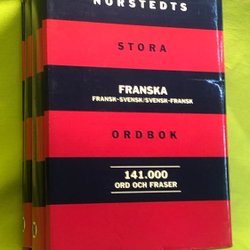 NORSTEDTS
STORA
FRANSKA
FRANSK-SVENSK/SVENSK-FRANSK
ORDBOK
141.000
ORD OCH FRASER